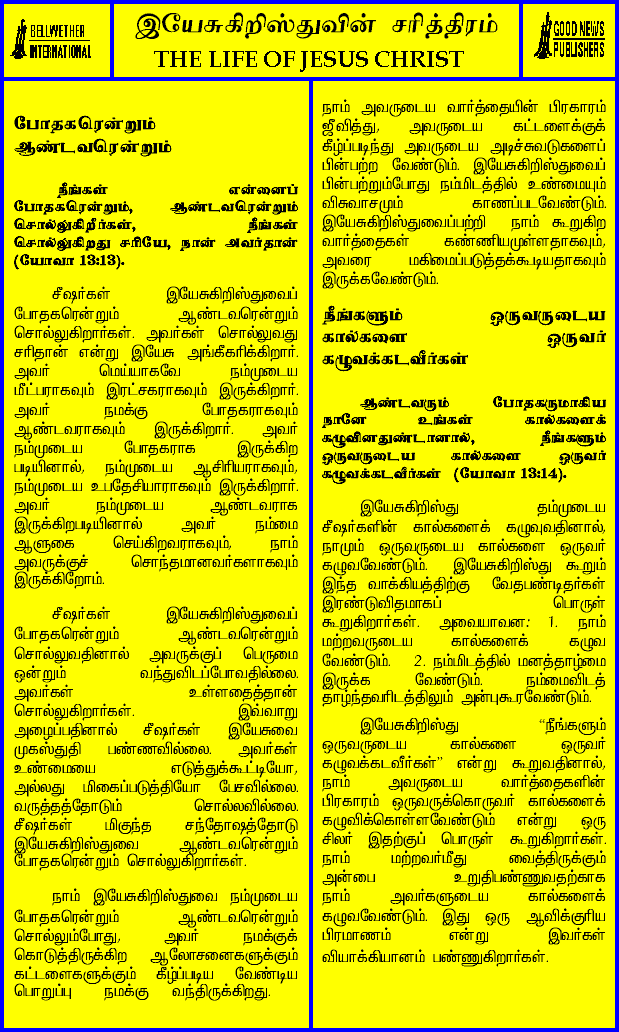 BELLWETHER
INTERNATIONAL
இயேசுகிறிஸ்துவின் சரித்திரம்
THE LIFE OF JESUS CHRIST
GOOD NEWS
PUBLISHERS
போதகரென்றும்
ஆண்டவரென்றும்
நீங்கள் என்னைப்
போதகரென்றும், ஆண்டவரென்றும்
சொல்லுகிறீர்கள், நீங்கள்
சொல்லுகிறது சரியே, நான் அவர்தான்
(யோவா 13:13).
சீஷர்கள் இயேசுகிறிஸ்துவைப்
போதகரென்றும் ஆண்டவரென்றும்
சொல்லுகிறார்கள். அவர்கள் சொல்லுவது
சரிதான் என்று இயேசு அங்கீகரிக்கிறார்.
அவர் மெய்யாகவே நம்முடைய
மீட்பராகவும் இரட்சகராகவும் இருக்கிறார்.
அவர் நமக்கு போதகராகவும்
ஆண்டவராகவும் இருக்கிறார். அவர்
நம்முடைய போதகராக இருக்கிற
படியினால், நம்முடைய ஆசிரியராகவும்,
நம்முடைய உபதேசியாராகவும் இருக்கிறார்.
அவர் நம்முடைய ஆண்டவராக
இருக்கிறபடியினால் அவர் நம்மை
ஆளுகை செய்கிறவராகவும், நாம்
அவருக்குச் சொந்தமானவர்களாகவும்
இருக்கிறோம்.
சீஷர்கள் இயேசுகிறிஸ்துவைப்
போதகரென்றும் ஆண்டவரென்றும்
சொல்லுவதினால் அவருக்குப் பெருமை
ஒன்றும் வந்துவிடப்போவதில்லை.
அவர்கள் உள்ளதைத்தான்
சொல்லுகிறார்கள். இவ்வாறு
அழைப்பதினால் சீஷர்கள் இயேசுவை
முகஸ்துதி பண்ணவில்லை. அவர்கள்
உண்மையை எடுத்துக்கூட்டியோ,
அல்லது மிகைப்படுத்தியோ பேசவில்லை.
வருத்தத்தோடும் சொல்லவில்லை.
சீஷர்கள் மிகுந்த சந்தோஷத்தோடு
இயேசுகிறிஸ்துவை ஆண்டவரென்றும்
போதகரென்றும் சொல்லுகிறார்கள்.
நாம் இயேசுகிறிஸ்துவை நம்முடைய
போதகரென்றும் ஆண்டவரென்றும்
சொல்லும்போது, அவர் நமக்குக்
கொடுத்திருக்கிற ஆலோசனைகளுக்கும்
கட்டளைகளுக்கும் கீழ்ப்படிய வேண்டிய
பொறுப்பு நமக்கு வந்திருக்கிறது.
நாம் அவருடைய வார்த்தையின் பிரகாரம்
ஜீவித்து, அவருடைய கட்டளைக்குக்
கீழ்ப்படிந்து அவருடைய அடிச்சுவடுகளைப்
பின்பற்ற வேண்டும். இயேசுகிறிஸ்துவைப்
பின்பற்றும்போது நம்மிடத்தில் உண்மையும்
விசுவாசமும் காணப்படவேண்டும்.
இயேசுகிறிஸ்துவைப்பற்றி நாம் கூறுகிற
வார்த்தைகள் கண்ணியமுள்ளதாகவும்,
அவரை மகிமைப்படுத்தக்கூடியதாகவும்
இருக்கவேண்டும்.
நீங்களும் ஒருவருடைய
கால்களை ஒருவர்
கழுவக்கடவீர்கள்
ஆண்டவரும் போதகருமாகிய
நானே உங்கள் கால்களைக்
கழுவினதுண்டானால், நீங்களும்
ஒருவருடைய கால்களை ஒருவர்
கழுவக்கடவீர்கள் (யோவா 13:14).
இயேசுகிறிஸ்து தம்முடைய
சீஷர்களின் கால்களைக் கழுவுவதினால்,
நாமும் ஒருவருடைய கால்களை ஒருவர்
கழுவவேண்டும். இயேசுகிறிஸ்து கூறும்
இந்த வாக்கியத்திற்கு வேதபண்டிதர்கள்
இரண்டுவிதமாகப் பொருள்
கூறுகிறார்கள். அவையாவன: 1. நாம்
மற்றவருடைய கால்களைக் கழுவ
வேண்டும். 2. நம்மிடத்தில் மனத்தாழ்மை
இருக்க வேண்டும். நம்மைவிடத்
தாழ்ந்தவரிடத்திலும் அன்புகூரவேண்டும்.
இயேசுகிறிஸ்து “நீங்களும்
ஒருவருடைய கால்களை ஒருவர்
கழுவக்கடவீர்கள்” என்று கூறுவதினால்,
நாம் அவருடைய வார்த்தைகளின்
பிரகாரம் ஒருவருக்கொருவர் கால்களைக்
கழுவிக்கொள்ளவேண்டும் என்று ஒரு
சிலர் இதற்குப் பொருள் கூறுகிறார்கள்.
நாம் மற்றவர்மீது வைத்திருக்கும்
அன்பை உறுதிபண்ணுவதற்காக
நாம் அவர்களுடைய கால்களைக்
கழுவவேண்டும். இது ஒரு ஆவிக்குரிய
பிரமாணம் என்று இவர்கள்
வியாக்கியானம் பண்ணுகிறார்கள்.